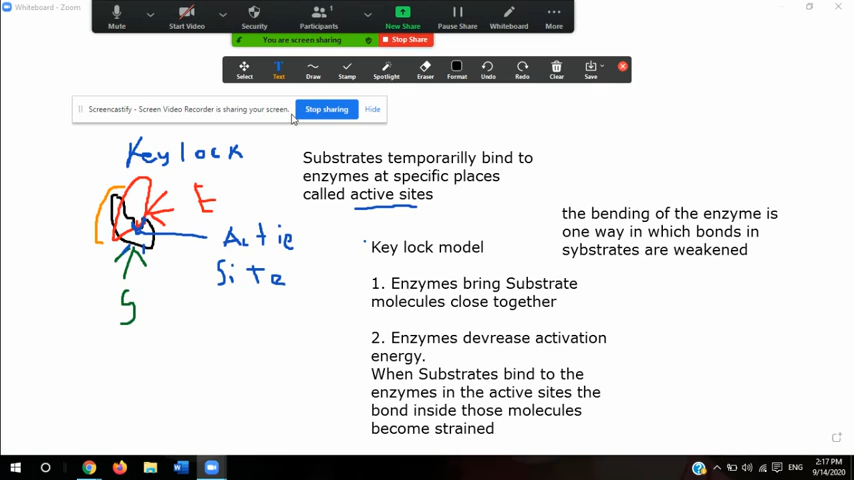 Whiteboard - Zoom
Mute
Start Video
Security
Participants
1
New Share
Pause Share
Whiteboard
More
You are screen sharing
Stop Share
Select
Text
Draw
Stamp
Spotlight
Eraser
Format
Undo
Redo
Clear
Save
Screencastify - Screen Video Recorder is sharing your screen.
Stop sharing
Hide
Key lock
E
Actie
Site
S
Substrates temporarilly bind to
enzymes at specific places
called active sites
the bending of the enzyme is
one way in which bonds in
sybstrates are weakened
Key lock model
1. Enzymes bring Substrate
molecules close together
2. Enzymes devrease activation
energy.
When Substrates bind to the
enzymes in the active sites the
bond inside those molecules
become strained
ENG
2:17 PM
9/14/2020